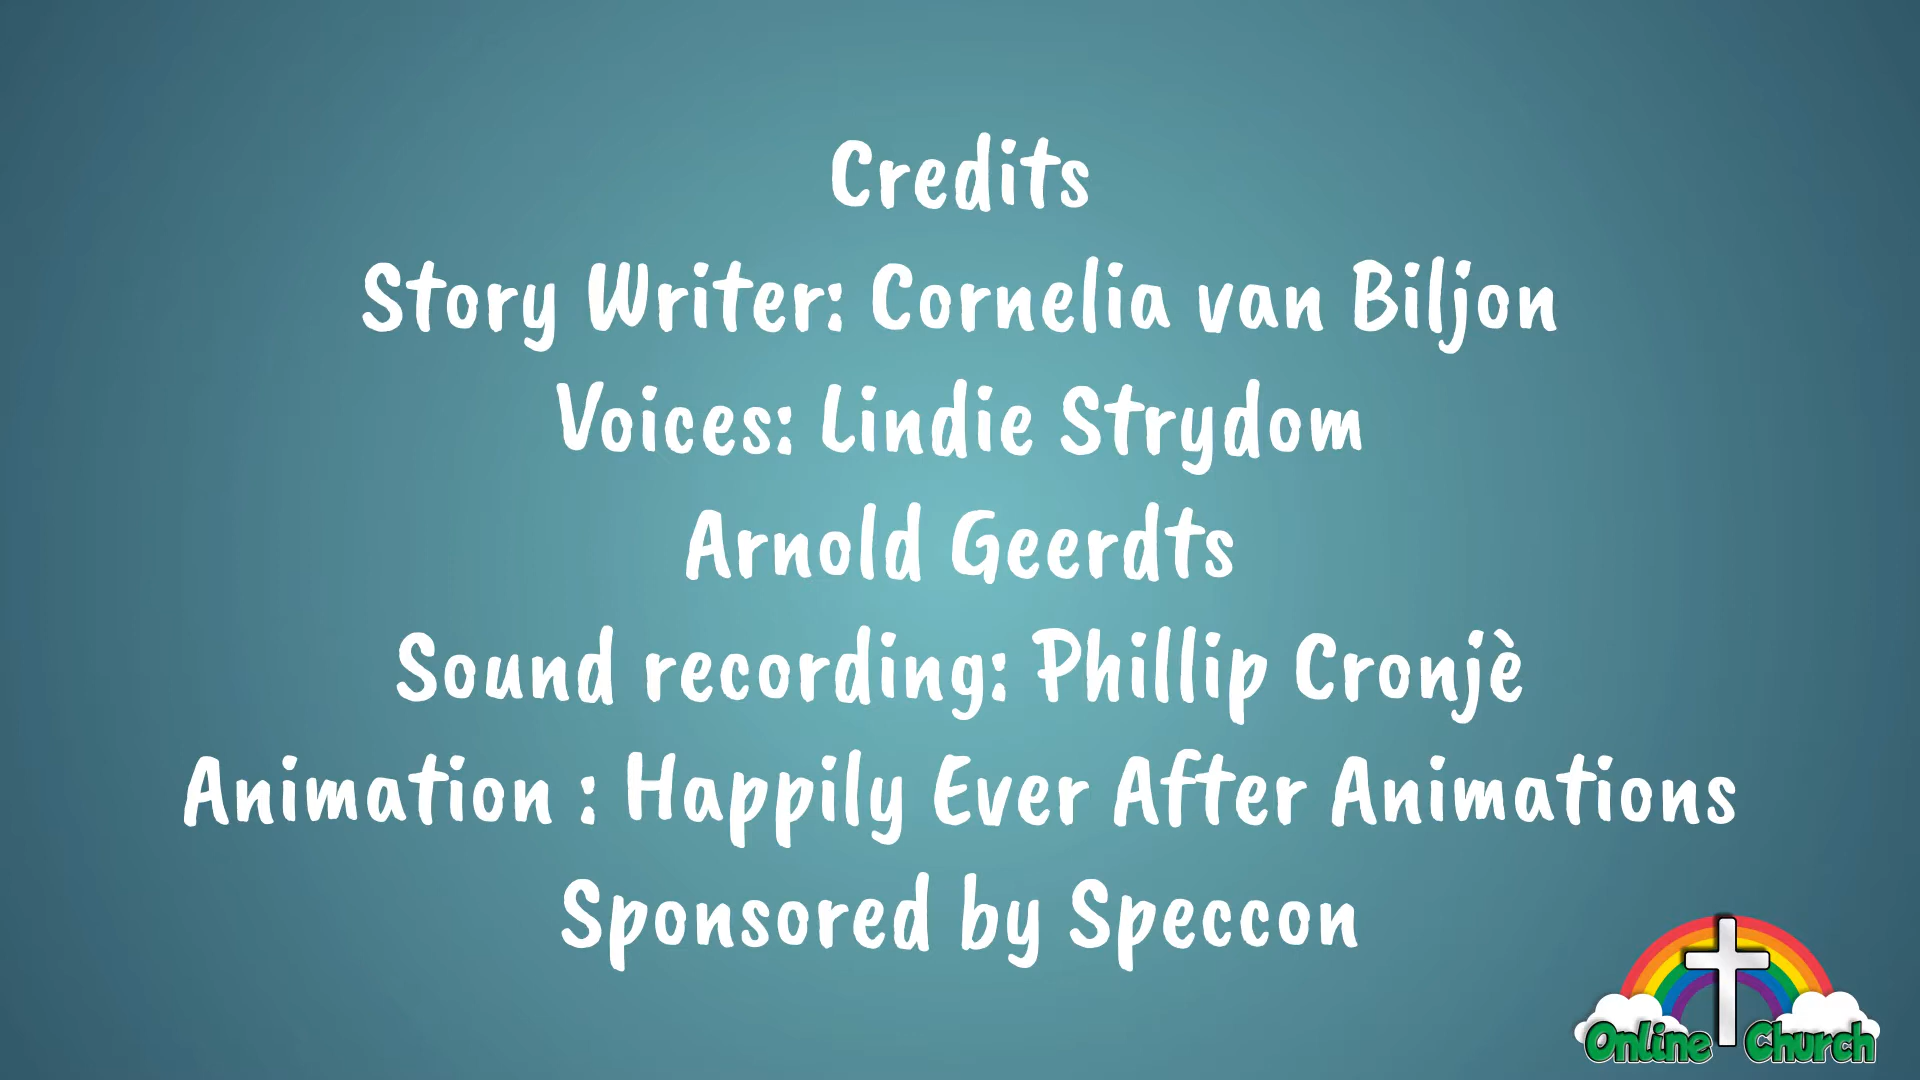 Credits
Story Writer: Cornelia van Biljon
Voices: Lindie Strydom
Arnold Geerdts
Sound recording: Phillip Cronjè
Animation : Happily Ever After Animations
Sponsored by Speccon
Online Church